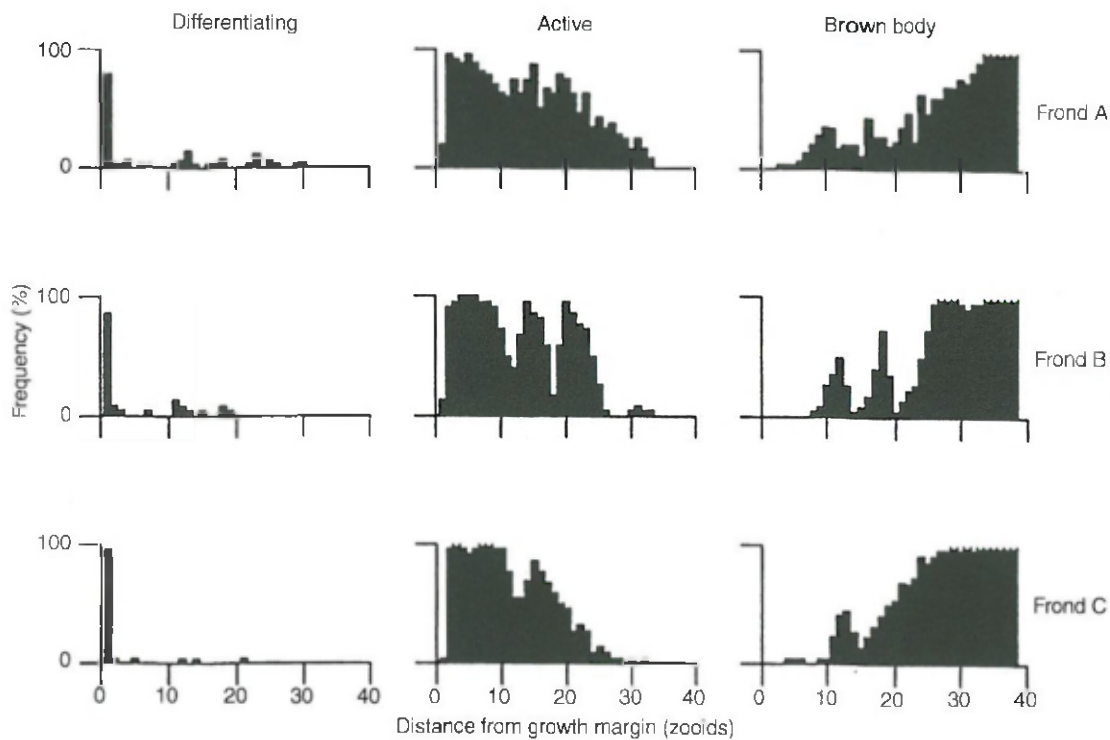 Differentiating Active Brown body
100
0
Frond A
Frequency (%)
100
0
Frond B
100
0
Frond C
0 10 20 30 40 0 10 20 30 40 0 10 20 30 40
Distance from growth margin (zooids)